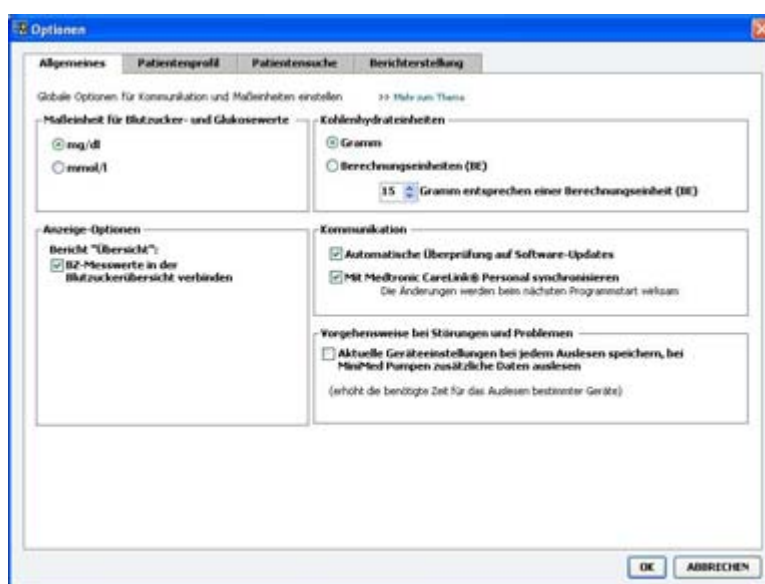 Optionen
Allgemeines
Patientenprofil
Patientensuche
Berichterstellung
Globale Optionen für Kommunikation und Maßeinheiten einstellen
>> Mehr zum Thema
Maßeinheit für Blutzucker- und Glukosewerte
mg/dl
mmol/l
Kohlenhydrateinheiten
Gramm
Berechnungseinheiten (BE)
15 Gramm entsprechen einer Berechnungseinheit (BE)
Anzeige-Optionen
Bericht "Übersicht":
BZ-Messwerte in der
Blutzuckerübersicht verbinden
Kommunikation
Automatische Überprüfung auf Software-Updates
Mit Medtronic CareLink® Personal synchronisieren
Die Änderungen werden beim nächsten Programmstart wirksam
Vorgehensweise bei Störungen und Problemen
Aktuelle Geräteeinstellungen bei jedem Auslesen speichern, bei
MiniMed Pumpen zusätzliche Daten auslesen
(erhöht die benötigte Zeit für das Auslesen bestimmter Geräte)
OK
ABBRECHEN